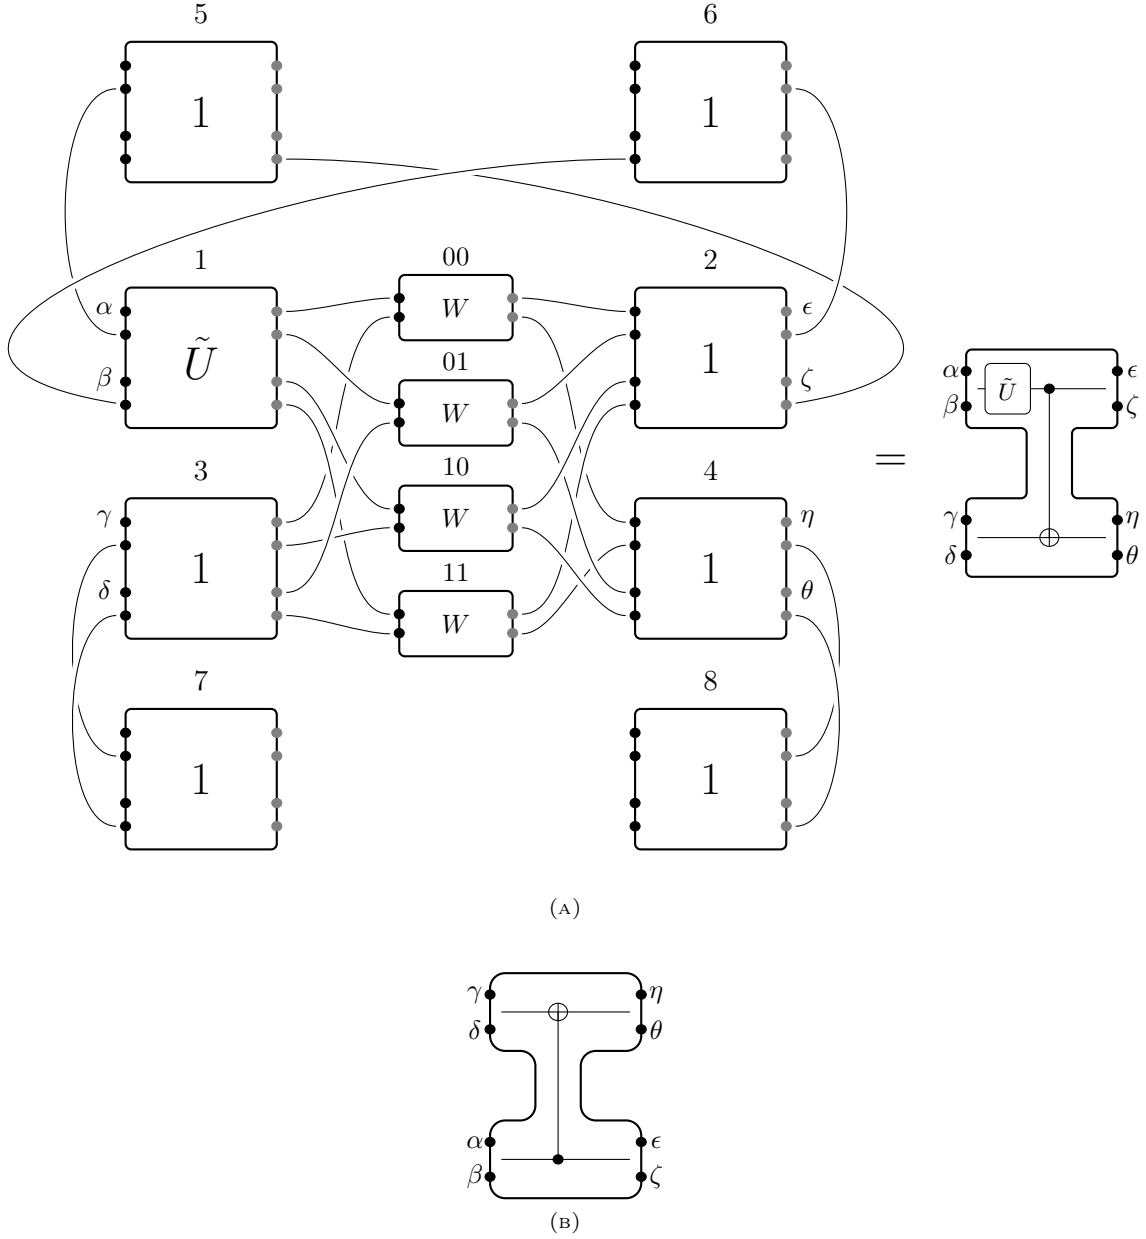 5 6
1 1
1 00 2
α W ϵ
Ũ 01 1
β W ζ
3 10 4
γ W η
1 11 1
δ W θ
7 8
1 1
=
α Ũ ϵ
β ζ
γ η
δ θ
(A)
γ η
δ θ
α ϵ
β ζ
(B)